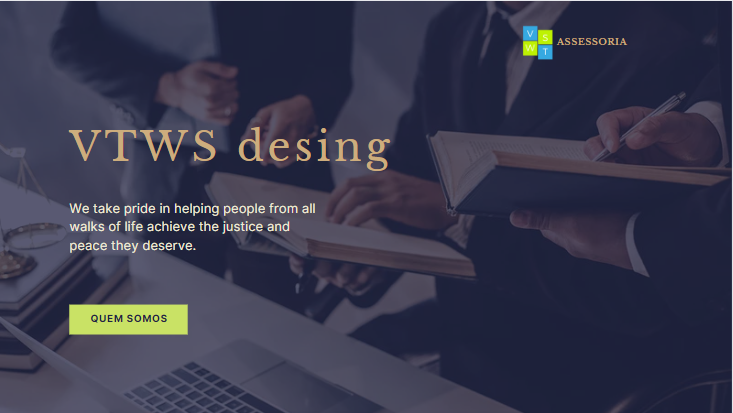 V S
W T
ASSESSORIA
VTWS desing
We take pride in helping people from all
walks of life achieve the justice and
peace they deserve.
QUEM SOMOS